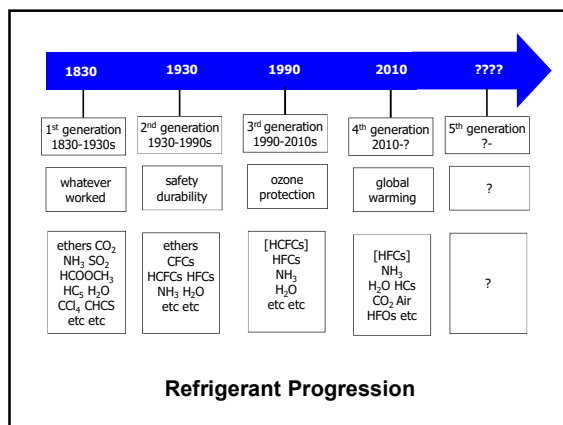 1830 1930 1990 2010 ????
1st generation
1830-1930s
2nd generation
1930-1990s
3rd generation
1990-2010s
4th generation
2010-?
5th generation
?-
whatever
worked
safety
durability
ozone
protection
global
warming
?
ethers CO₂
NH₃ SO₂
HCOOCH₃
HC₅ H₂O
CCl₄ CHCS
etc etc
ethers
CFCs
HCFCs HFCs
NH₃ H₂O
etc etc
[HCFCs]
HFCs
NH₃
H₂O
etc etc
[HFCs]
NH₃
H₂O HCs
CO₂ Air
HFOs etc
?
Refrigerant Progression